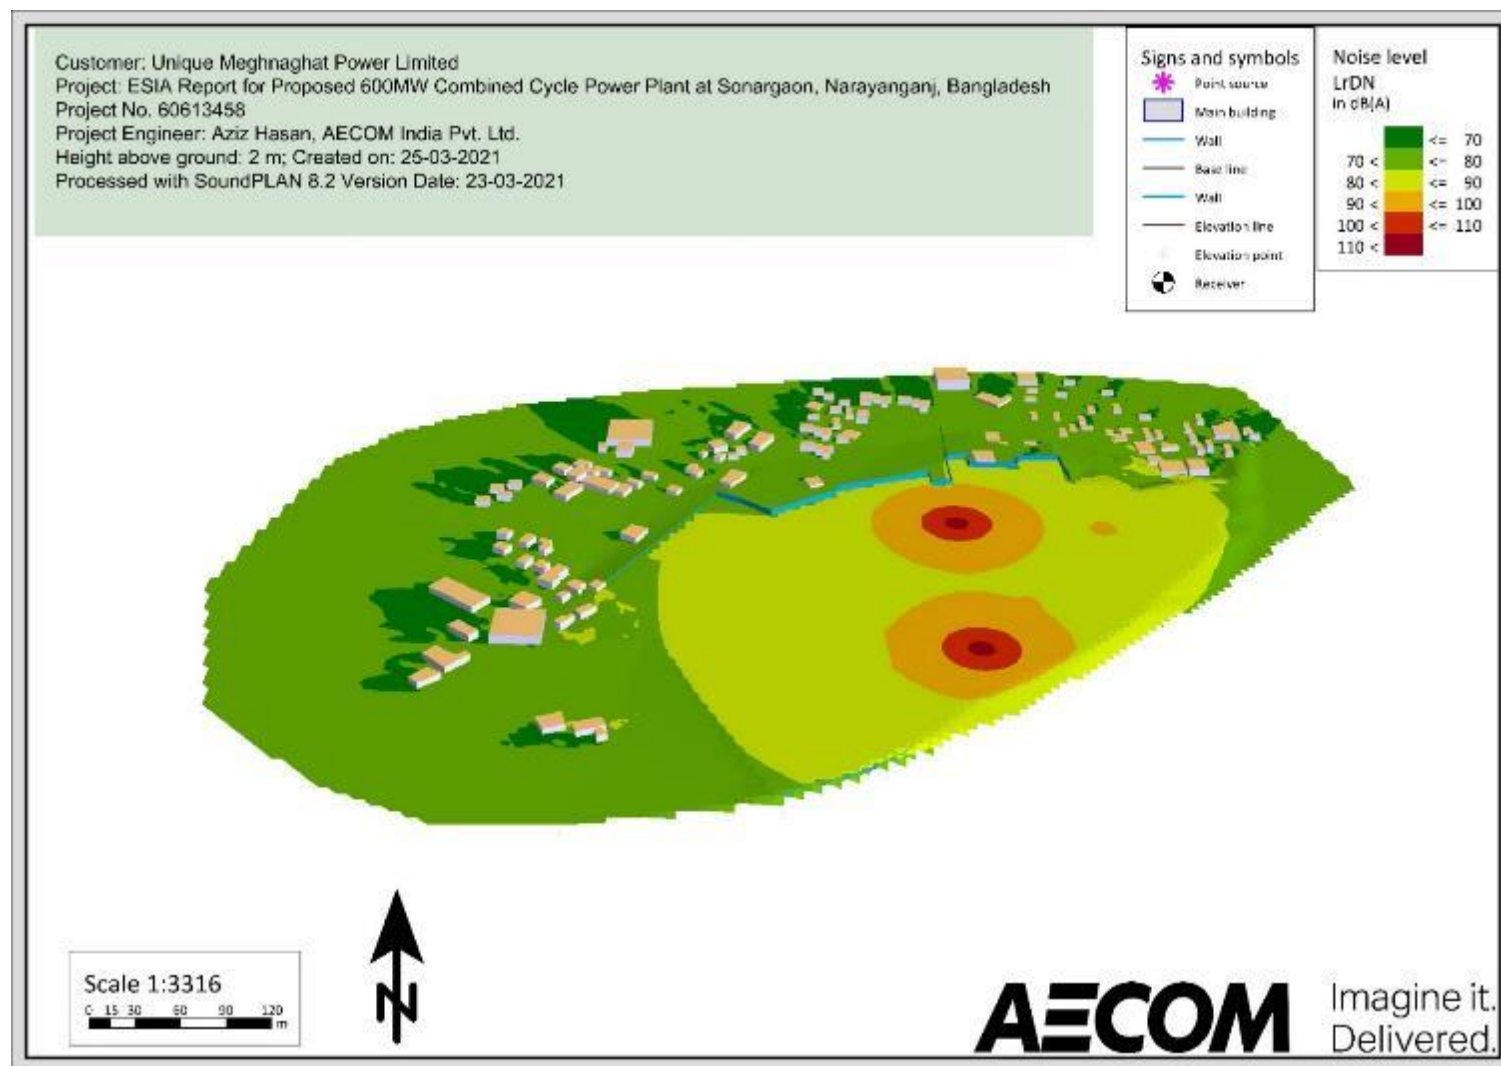 Customer: Unique Meghnaghat Power Limited
Project: ESIA Report for Proposed 600MW Combined Cycle Power Plant at Sonargaon, Narayanganj, Bangladesh
Project No. 60613458
Project Engineer: Aziz Hasan, AECOM India Pvt. Ltd.
Height above ground: 2 m; Created on: 25-03-2021
Processed with SoundPLAN 8.2 Version Date: 23-03-2021
Signs and symbols
Point source
Main building
Wall
Base line
Wall
Elevation line
Elevation point
Receiver
Noise level
LrDN
in dB(A)
<= 70
70 < <= 80
80 < <= 90
90 < <= 100
100 < <= 110
110 <
Scale 1:3316
0 15 30 60 90 120
m
N
AECOM
Imagine it.
Delivered.